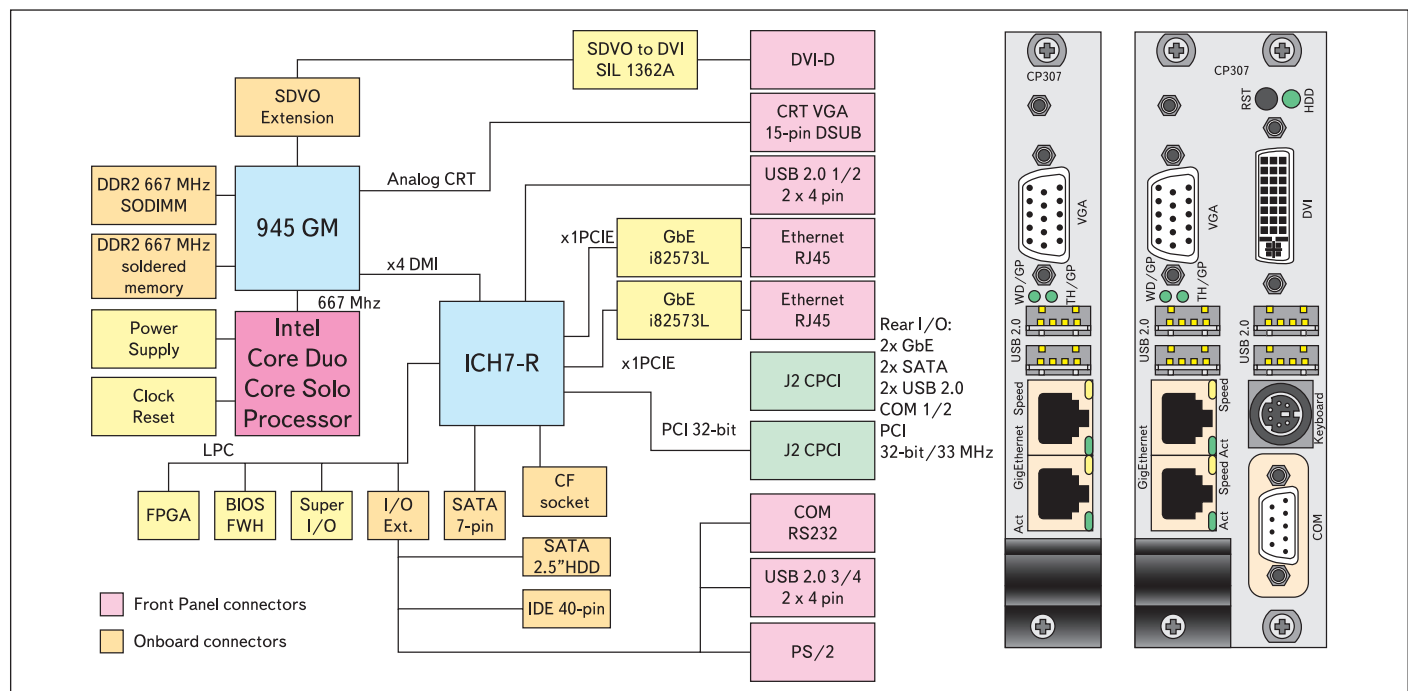 SDVO to DVI
SIL 1362A
DVI-D
SDVO
Extension
CRT VGA
15-pin DSUB
Analog CRT
DDR2 667 MHz
SODIMM
945 GM
USB 2.0 1/2
2 x 4 pin
DDR2 667 MHz
soldered
memory
x1PCIE
GbE
i82573L
Ethernet
RJ45
x4 DMI
667 Mhz
GbE
i82573L
Ethernet
RJ45
Power
Supply
Intel
Core Duo
Core Solo
Processor
ICH7-R
x1PCIE
Clock
Reset
J2 CPCI
Rear I/O:
2x GbE
2x SATA
2x USB 2.0
COM 1/2
PCI
32-bit/33 MHz
PCI 32-bit
J2 CPCI
LPC
FPGA
BIOS
FWH
Super
I/O
I/O
Ext.
SATA
7-pin
CF
socket
COM
RS232
SATA
2.5”HDD
USB 2.0 3/4
2 x 4 pin
IDE 40-pin
PS/2
Front Panel connectors
Onboard connectors
CP307
VGA
WD/GP
TH/GP
USB 2.0
Speed
GigEthernet
Act
CP307
RST
HDD
VGA
DVI
WD/GP
TH/GP
USB 2.0
USB 2.0
Speed
Act
GigEthernet
Speed
Act
Keyboard
COM